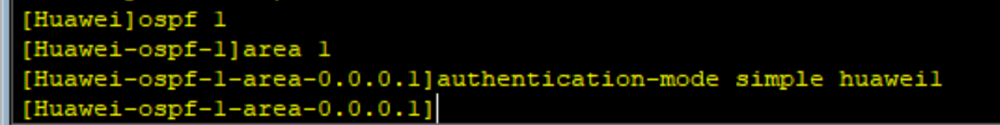 [Huawei]ospf 1
[Huawei-ospf-1]area 1
[Huawei-ospf-1-area-0.0.0.1]authentication-mode simple huawei1
[Huawei-ospf-1-area-0.0.0.1]